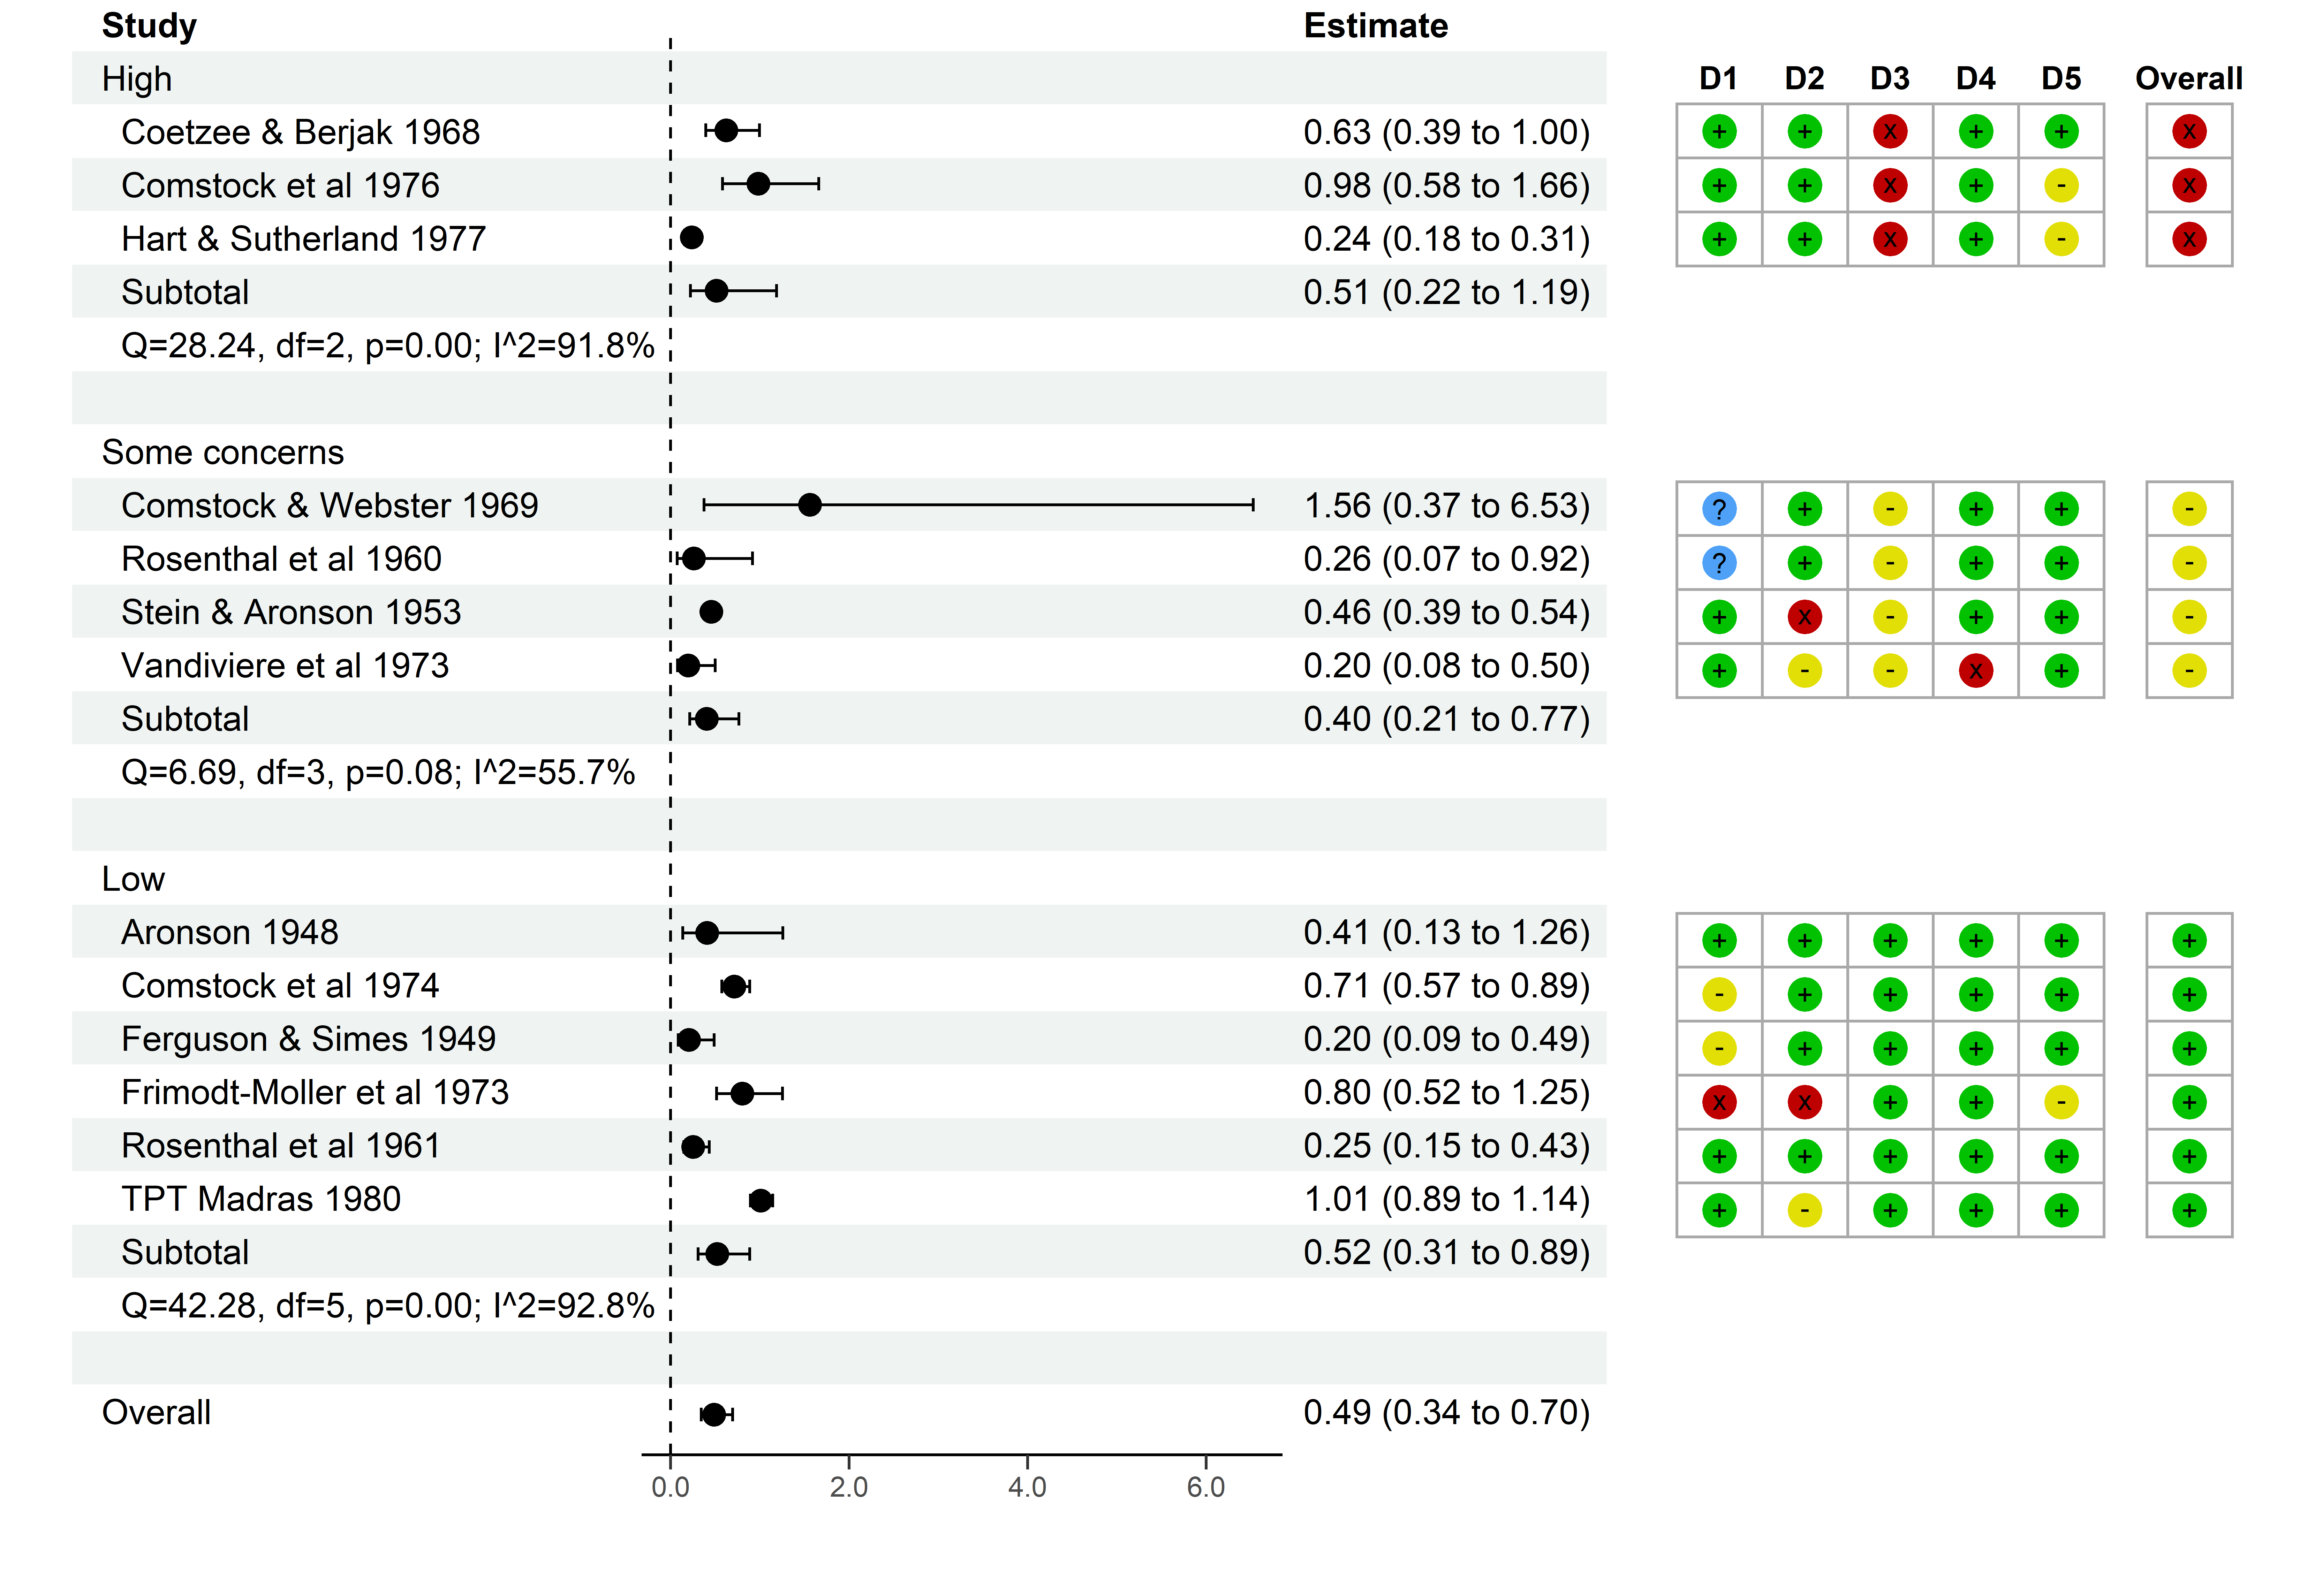 Study Estimate
High D1 D2 D3 D4 D5 Overall
Coetzee & Berjak 1968 0.63 (0.39 to 1.00) + + x + + x
Comstock et al 1976 0.98 (0.58 to 1.66) + + x + - x
Hart & Sutherland 1977 0.24 (0.18 to 0.31) + + x + - x
Subtotal 0.51 (0.22 to 1.19)
Q=28.24, df=2, p=0.00; I^2=91.8%
Some concerns
Comstock & Webster 1969 1.56 (0.37 to 6.53) ? + - + + -
Rosenthal et al 1960 0.26 (0.07 to 0.92) ? + - + + -
Stein & Aronson 1953 0.46 (0.39 to 0.54) + x - + + -
Vandiviere et al 1973 0.20 (0.08 to 0.50) + - - x + -
Subtotal 0.40 (0.21 to 0.77)
Q=6.69, df=3, p=0.08; I^2=55.7%
Low
Aronson 1948 0.41 (0.13 to 1.26) + + + + + +
Comstock et al 1974 0.71 (0.57 to 0.89) - + + + + +
Ferguson & Simes 1949 0.20 (0.09 to 0.49) - + + + + +
Frimodt-Moller et al 1973 0.80 (0.52 to 1.25) x x + + - +
Rosenthal et al 1961 0.25 (0.15 to 0.43) + + + + + +
TPT Madras 1980 1.01 (0.89 to 1.14) + - + + + +
Subtotal 0.52 (0.31 to 0.89)
Q=42.28, df=5, p=0.00; I^2=92.8%
Overall 0.49 (0.34 to 0.70)
0.0 2.0 4.0 6.0